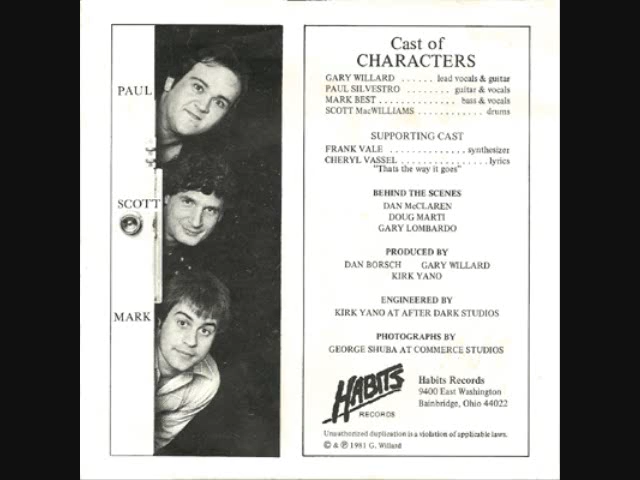 PAUL
SCOTT
MARK
Cast of
CHARACTERS
GARY WILLARD ...... lead vocals & guitar
PAUL SILVESTRO ....... guitar & vocals
MARK BEST .............. bass & vocals
SCOTT MacWILLIAMS ............ drums
SUPPORTING CAST
FRANK VALE ............. synthesizer
CHERYL VASSEL ................ lyrics
"Thats the way it goes"
BEHIND THE SCENES
DAN McCLAREN
DOUG MARTI
GARY LOMBARDO
PRODUCED BY
DAN BORSCH GARY WILLARD
KIRK YANO
ENGINEERED BY
KIRK YANO AT AFTER DARK STUDIOS
PHOTOGRAPHS BY
GEORGE SHUBA AT COMMERCE STUDIOS
HABITS
RECORDS
Habits Records
9400 East Washington
Bainbridge, Ohio 44022
Unauthorized duplication is a violation of applicable laws.
© & ℗ 1981 G. Willard